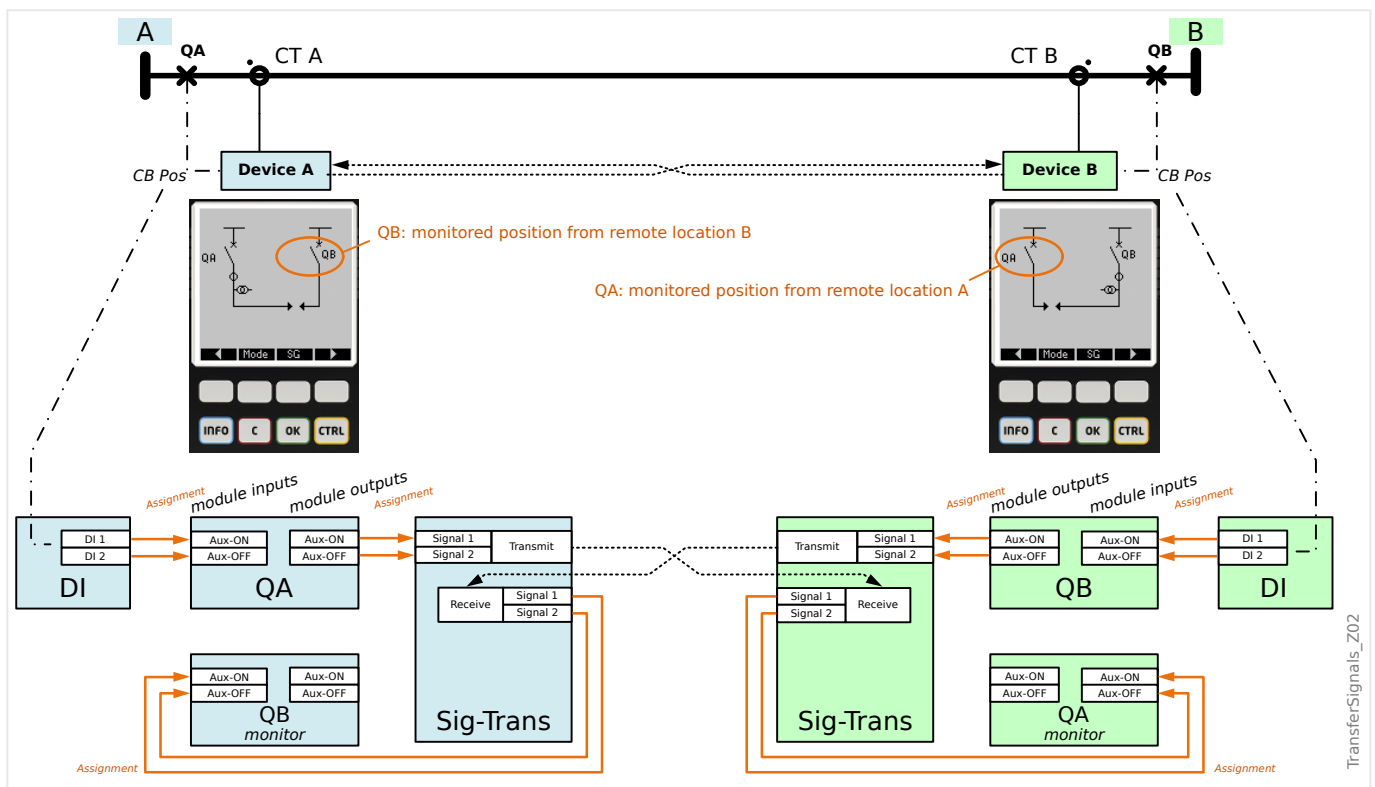 A
B
QA
CT A
CT B
QB
Device A
Device B
CB Pos
CB Pos
QB: monitored position from remote location B
QA: monitored position from remote location A
QA
QB
Mode
SG
INFO
C
OK
CTRL
QA
QB
Mode
SG
INFO
C
OK
CTRL
Assignment
module inputs
module outputs
Assignment
Assignment
module outputs
module inputs
Assignment
DI 1
DI 2
DI
Aux-ON
Aux-OFF
Aux-ON
Aux-OFF
QA
Signal 1
Signal 2
Transmit
Receive
Signal 1
Signal 2
Sig-Trans
Aux-ON
Aux-OFF
Aux-ON
Aux-OFF
QB
monitor
Assignment
Transmit
Signal 1
Signal 2
Signal 1
Signal 2
Receive
Sig-Trans
Aux-ON
Aux-OFF
Aux-ON
Aux-OFF
QB
DI 1
DI 2
DI
Aux-ON
Aux-OFF
Aux-ON
Aux-OFF
QA
monitor
Assignment
TransferSignals_Z02